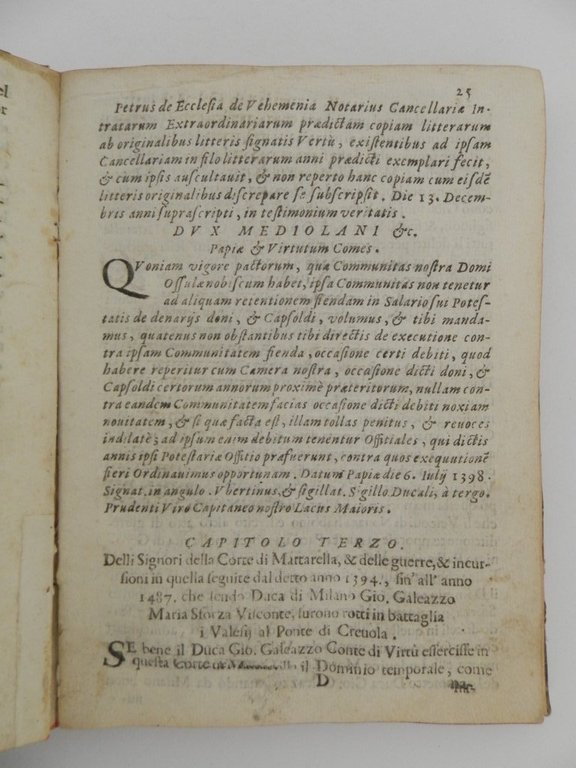 25
Petrus de Ecclesia de Vehemenia Notarius Cancellariæ In-
tratarum Extraordinariarum prædictam copiam litterarum
ab originalibus litteris signatis Vertù, existentibus ad ipsam
Cancellariam in filo litterarum anni prædicti exemplari fecit,
& cum ipsis auscultauit, & non reperto hanc copiam cum eisdē
litteris originalibus discrepare se subscripsit. Die 13. Decem-
bris anni suprascripti, in testimonium veritatis.
DVX MEDIOLANI &c.
Papiæ & Virtutum Comes.
QVoniam vigore pactorum, quæ Communitas nostra Domi
Ossulæ nobiscum habet, ipsa Communitas non tenetur
ad aliquam retentionem fiendam in Salario sui Potes-
tatis de denarijs doni, & Capsoldi, volumus, & tibi manda-
mus, quatenus non obstantibus tibi directis de executione con-
tra ipsam Communitatem fienda, occasione certi debiti, quod
habere reperitur cum Camera nostra, occasione dicti doni, &
Capsoldi certorum annorum proximè præteritorum, nullam con-
tra eandem Communitatem facias occasione dicti debiti noxiam
nouitatem, & si quæ facta est, illam tollas penitus, & reuoces
indilatè; ad ipsum enim debitum tenentur Offitiales, qui dictis
annis ipsi Potestariæ Offitio præfuerunt, contra quos exequutionē
fieri Ordinauimus opportunam. Datum Papiæ die 6. Iulij 1398.
Signat. in angulo. Vbertinus, & sigillat. Sigillo Ducali, à tergo.
Prudenti Viro Capitaneo nostro Lacus Maioris.
CAPITOLO TERZO.
Delli Signori della Corte di Mattarella, & delle guerre, & incur-
sioni in quella seguite dal detto anno 1394., sin' all' anno
1487. che sendo Duca di Milano Gio. Galeazzo
Maria Sforza Visconte, furono rotti in battaglia
i Valesij al Ponte di Creuola.
SE bene il Duca Gio. Galeazzo Conte di Virtù essercisse in
questa Corte il Dominio temporale, come
D